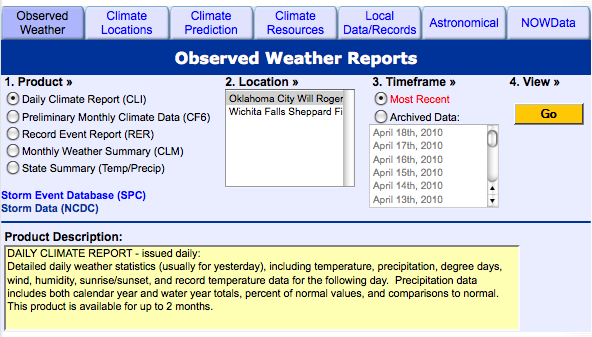 Observed Weather
Climate Locations
Climate Prediction
Climate Resources
Local Data/Records
Astronomical
NOWData
Observed Weather Reports
1. Product »
Daily Climate Report (CLI)
Preliminary Monthly Climate Data (CF6)
Record Event Report (RER)
Monthly Weather Summary (CLM)
State Summary (Temp/Precip)
Storm Event Database (SPC)
Storm Data (NCDC)
2. Location »
Oklahoma City Will Roger
Wichita Falls Sheppard Fi
3. Timeframe »
Most Recent
Archived Data:
April 18th, 2010
April 17th, 2010
April 16th, 2010
April 15th, 2010
April 14th, 2010
April 13th, 2010
4. View »
Go
Product Description:
DAILY CLIMATE REPORT - issued daily:
Detailed daily weather statistics (usually for yesterday), including temperature, precipitation, degree days,
wind, humidity, sunrise/sunset, and record temperature data for the following day.  Precipitation data
includes both calendar year and water year totals, percent of normal values, and comparisons to normal.
This product is available for up to 2 months.